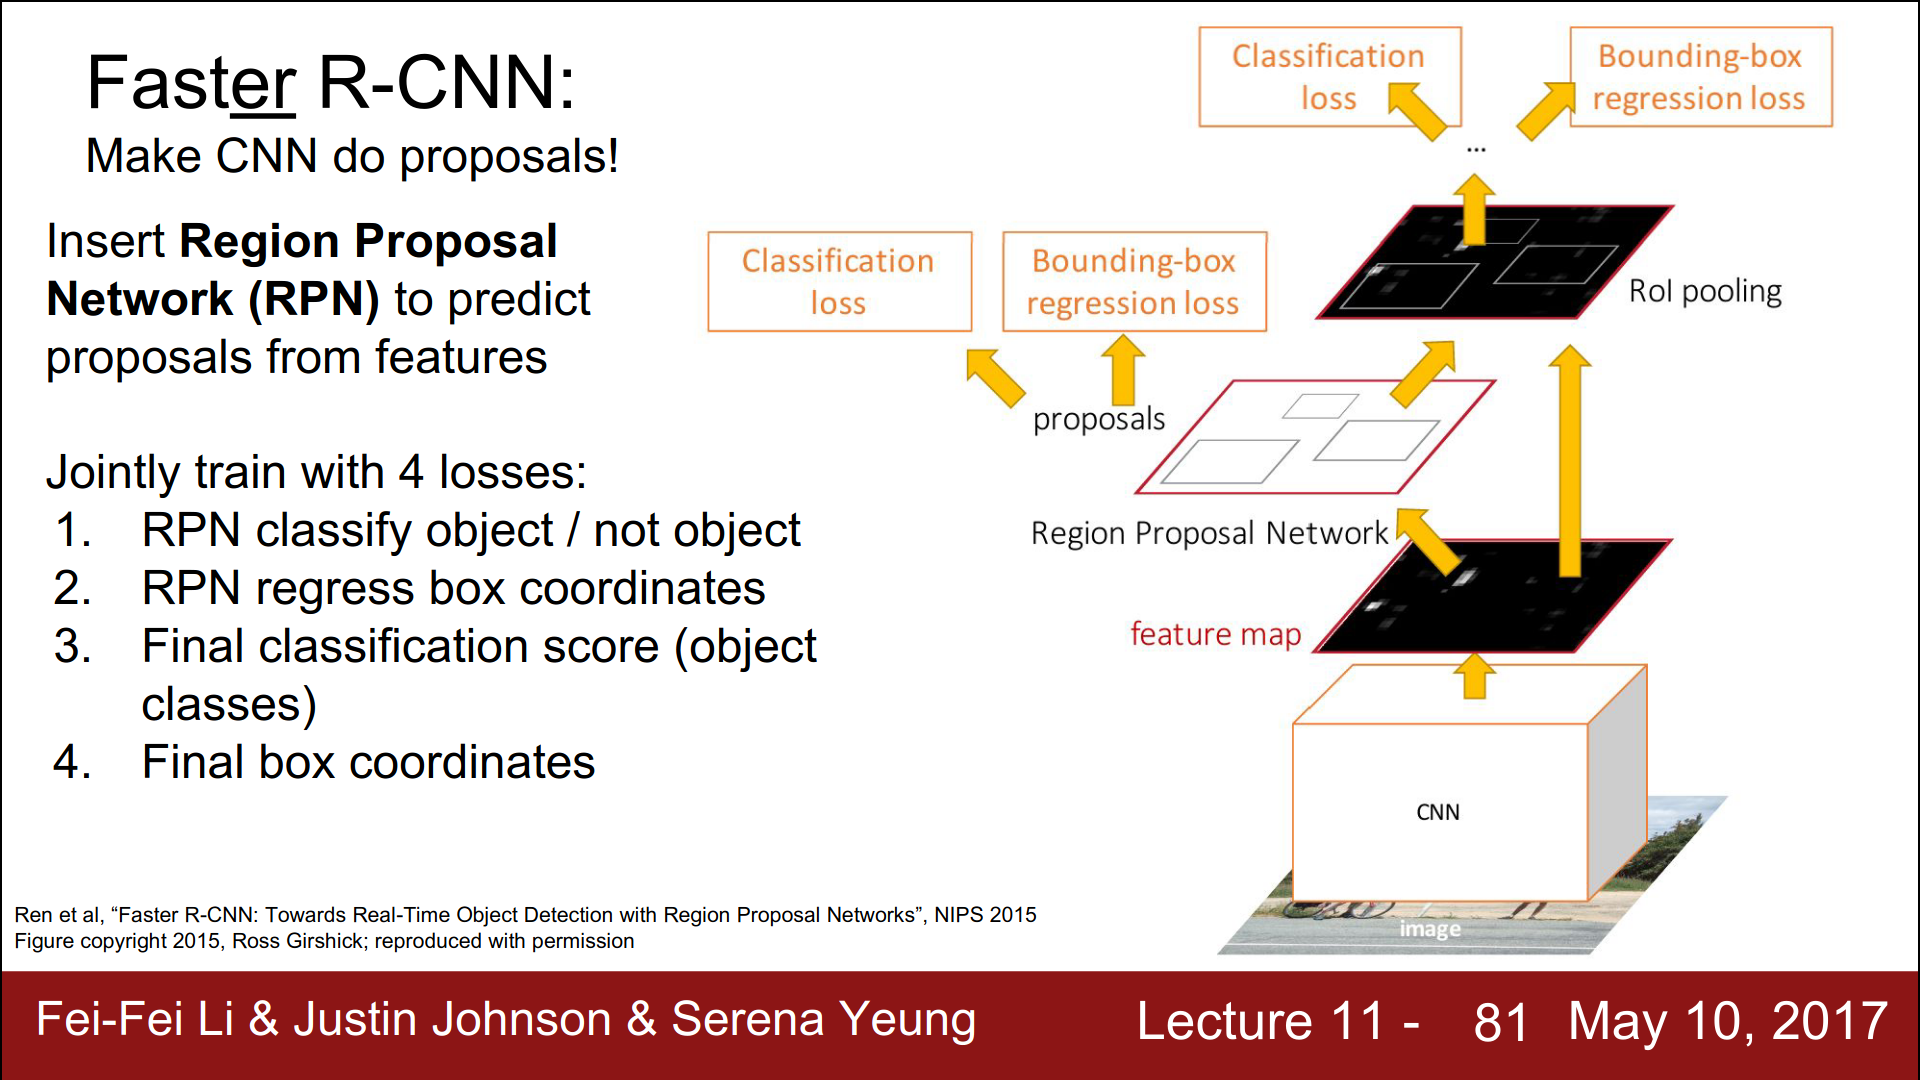 Faster R-CNN:
Make CNN do proposals!
Insert Region Proposal
Network (RPN) to predict
proposals from features
Jointly train with 4 losses:
1. RPN classify object / not object
2. RPN regress box coordinates
3. Final classification score (object
classes)
4. Final box coordinates
Classification
loss
Bounding-box
regression loss
...
RoI pooling
Classification
loss
Bounding-box
regression loss
proposals
Region Proposal Network
feature map
CNN
image
Ren et al, “Faster R-CNN: Towards Real-Time Object Detection with Region Proposal Networks”, NIPS 2015
Figure copyright 2015, Ross Girshick; reproduced with permission
Fei-Fei Li & Justin Johnson & Serena Yeung
Lecture 11 - 81 May 10, 2017